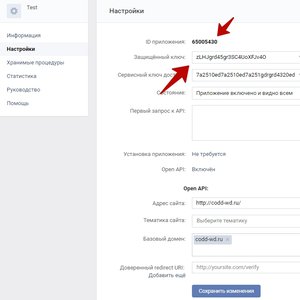 Test
Настройки
Информация
Настройки
Хранимые процедуры
Статистика
Руководство
Помощь
ID приложения: 65005430
Защищённый ключ:
Сервисный ключ доступа:
Состояние: Приложение включено и видно всем
Первый запрос к API:
Установка приложения: Не требуется
Open API: Включён
Open API:
Адрес сайта: http://codd-wd.ru/
Тематика сайта: Выберите тематику
Базовый домен: codd-wd.ru
Доверенный redirect URI: http://yoursite.com/verify
Добавить ещё
Сохранить изменения